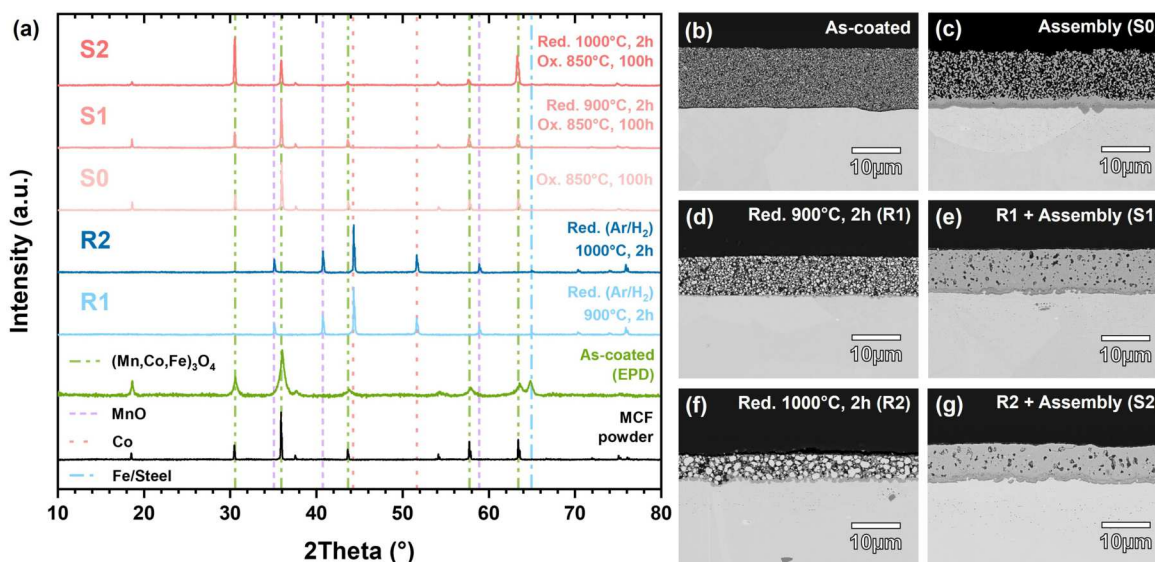 (a)
S2
Red. 1000°C, 2h
Ox. 850°C, 100h
S1
Red. 900°C, 2h
Ox. 850°C, 100h
S0
Ox. 850°C, 100h
R2
Red. (Ar/H₂)
1000°C, 2h
R1
Red. (Ar/H₂)
900°C, 2h
(Mn,Co,Fe)₃O₄
As-coated
(EPD)
MnO
Co
MCF
powder
Fe/Steel
10 20 30 40 50 60 70 80
2Theta (°)
Intensity (a.u.)
(b) As-coated
10µm
(c) Assembly (S0
10µm
(d) Red. 900°C, 2h (R1)
10µm
(e) R1 + Assembly (S1
10µm
(f) Red. 1000°C, 2h (R2)
10µm
(g) R2 + Assembly (S2
10µm